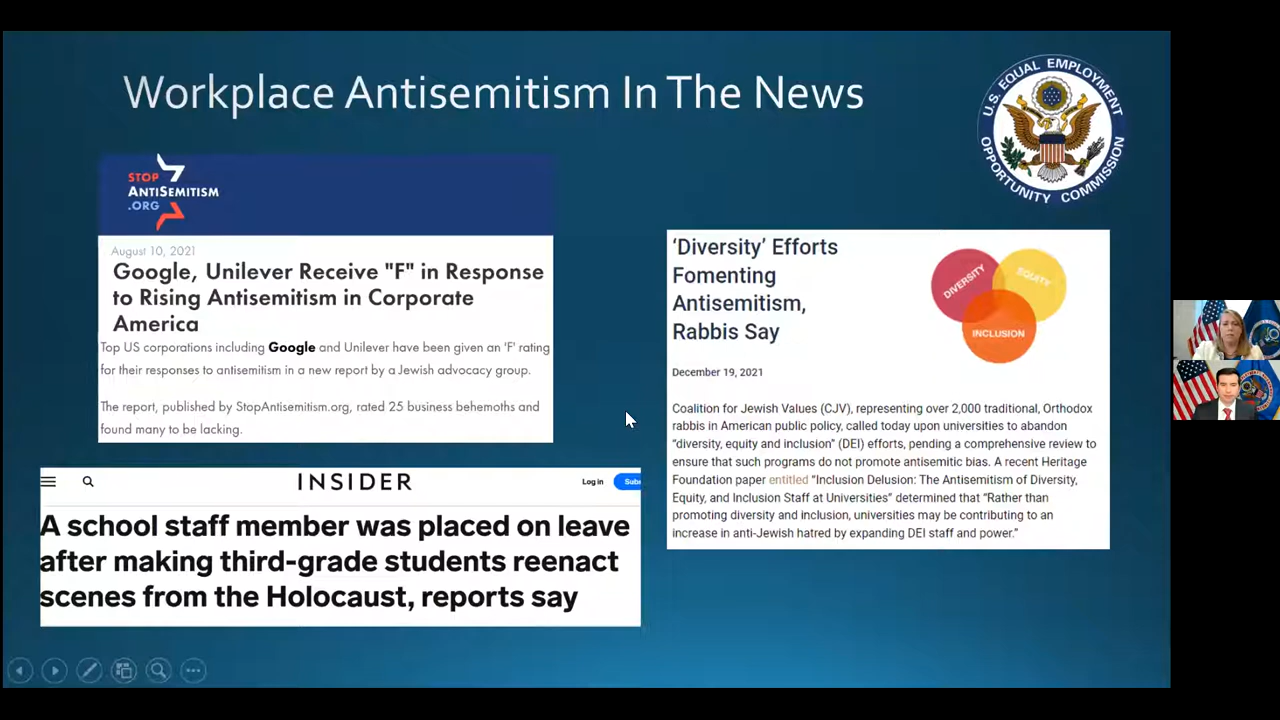 Workplace Antisemitism In The News
U.S. EQUAL EMPLOYMENT
OPPORTUNITY COMMISSION
STOP
ANTISEMITISM
.ORG
August 10, 2021
Google, Unilever Receive "F" in Response
to Rising Antisemitism in Corporate
America
Top US corporations including Google and Unilever have been given an 'F' rating
for their responses to antisemitism in a new report by a Jewish advocacy group.
The report, published by StopAntisemitism.org, rated 25 business behemoths and
found many to be lacking.
'Diversity' Efforts
Fomenting
Antisemitism,
Rabbis Say
DIVERSITY
EQUITY
INCLUSION
December 19, 2021
Coalition for Jewish Values (CJV), representing over 2,000 traditional, Orthodox
rabbis in American public policy, called today upon universities to abandon
"diversity, equity and inclusion" (DEI) efforts, pending a comprehensive review to
ensure that such programs do not promote antisemitic bias. A recent Heritage
Foundation paper entitled "Inclusion Delusion: The Antisemitism of Diversity,
Equity, and Inclusion Staff at Universities" determined that "Rather than
promoting diversity and inclusion, universities may be contributing to an
increase in anti-Jewish hatred by expanding DEI staff and power."
INSIDER
Log in
Subs
A school staff member was placed on leave
after making third-grade students reenact
scenes from the Holocaust, reports say